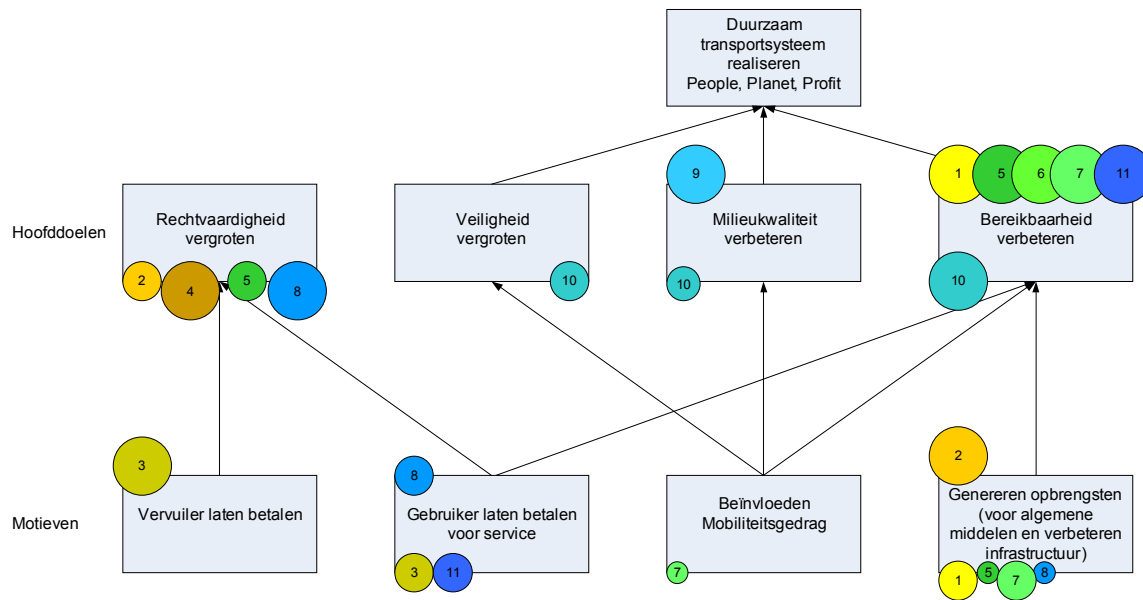 Duurzaam
transportsysteem
realiseren
People, Planet, Profit
9
1
5
6
7
11
Hoofddoelen
Rechtvaardigheid
vergroten
Veiligheid
vergroten
Milieukwaliteit
verbeteren
Bereikbaarheid
verbeteren
2
4
5
8
10
10
10
3
8
2
Motieven
Vervuiler laten betalen
Gebruiker laten betalen
voor service
Beïnvloeden
Mobiliteitsgedrag
Genereren opbrengsten
(voor algemene
middelen en verbeteren
infrastructuur)
3
11
7
1
5
7
8